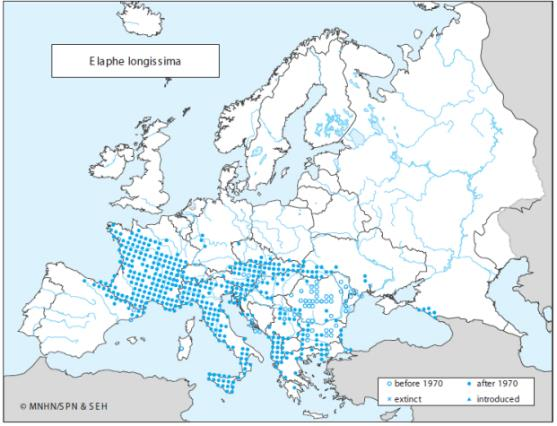 Elaphe longissima
before 1970 after 1970
extinct introduced
© MNHN/SPN & SEH